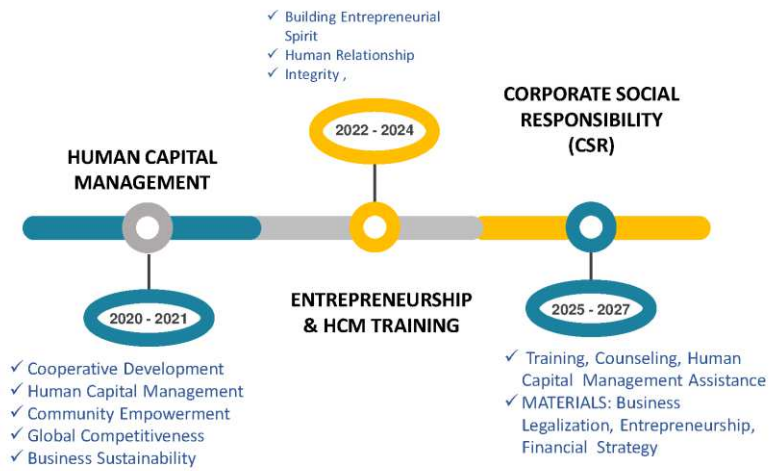 ✓ Building Entrepreneurial
Spirit
✓ Human Relationship
✓ Integrity ,
2022 - 2024
CORPORATE SOCIAL
RESPONSIBILITY
(CSR)
HUMAN CAPITAL
MANAGEMENT
2020 - 2021
ENTREPRENEURSHIP
& HCM TRAINING
2025 - 2027
✓ Cooperative Development
✓ Human Capital Management
✓ Community Empowerment
✓ Global Competitiveness
✓ Business Sustainability
✓ Training, Counseling, Human
Capital Management Assistance
✓ MATERIALS: Business
Legalization, Entrepreneurship,
Financial Strategy